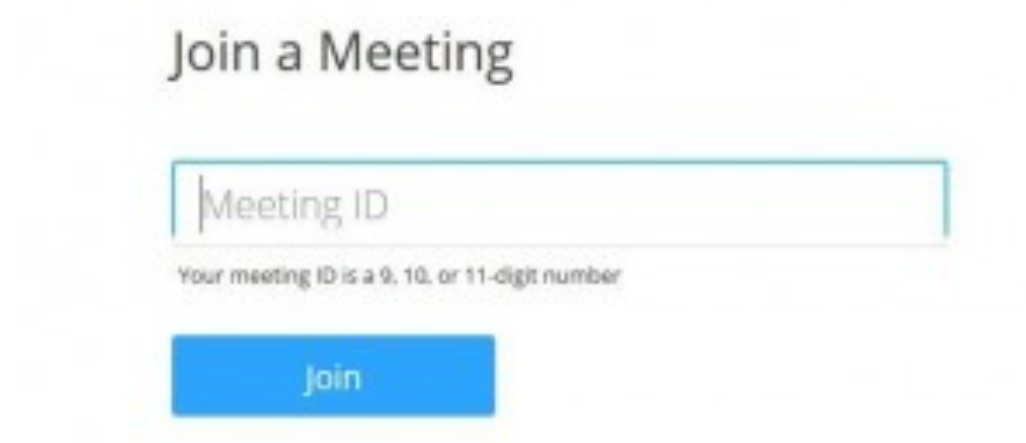 Join a Meeting
Meeting ID
Your meeting ID is a 9, 10, or 11-digit number
Join